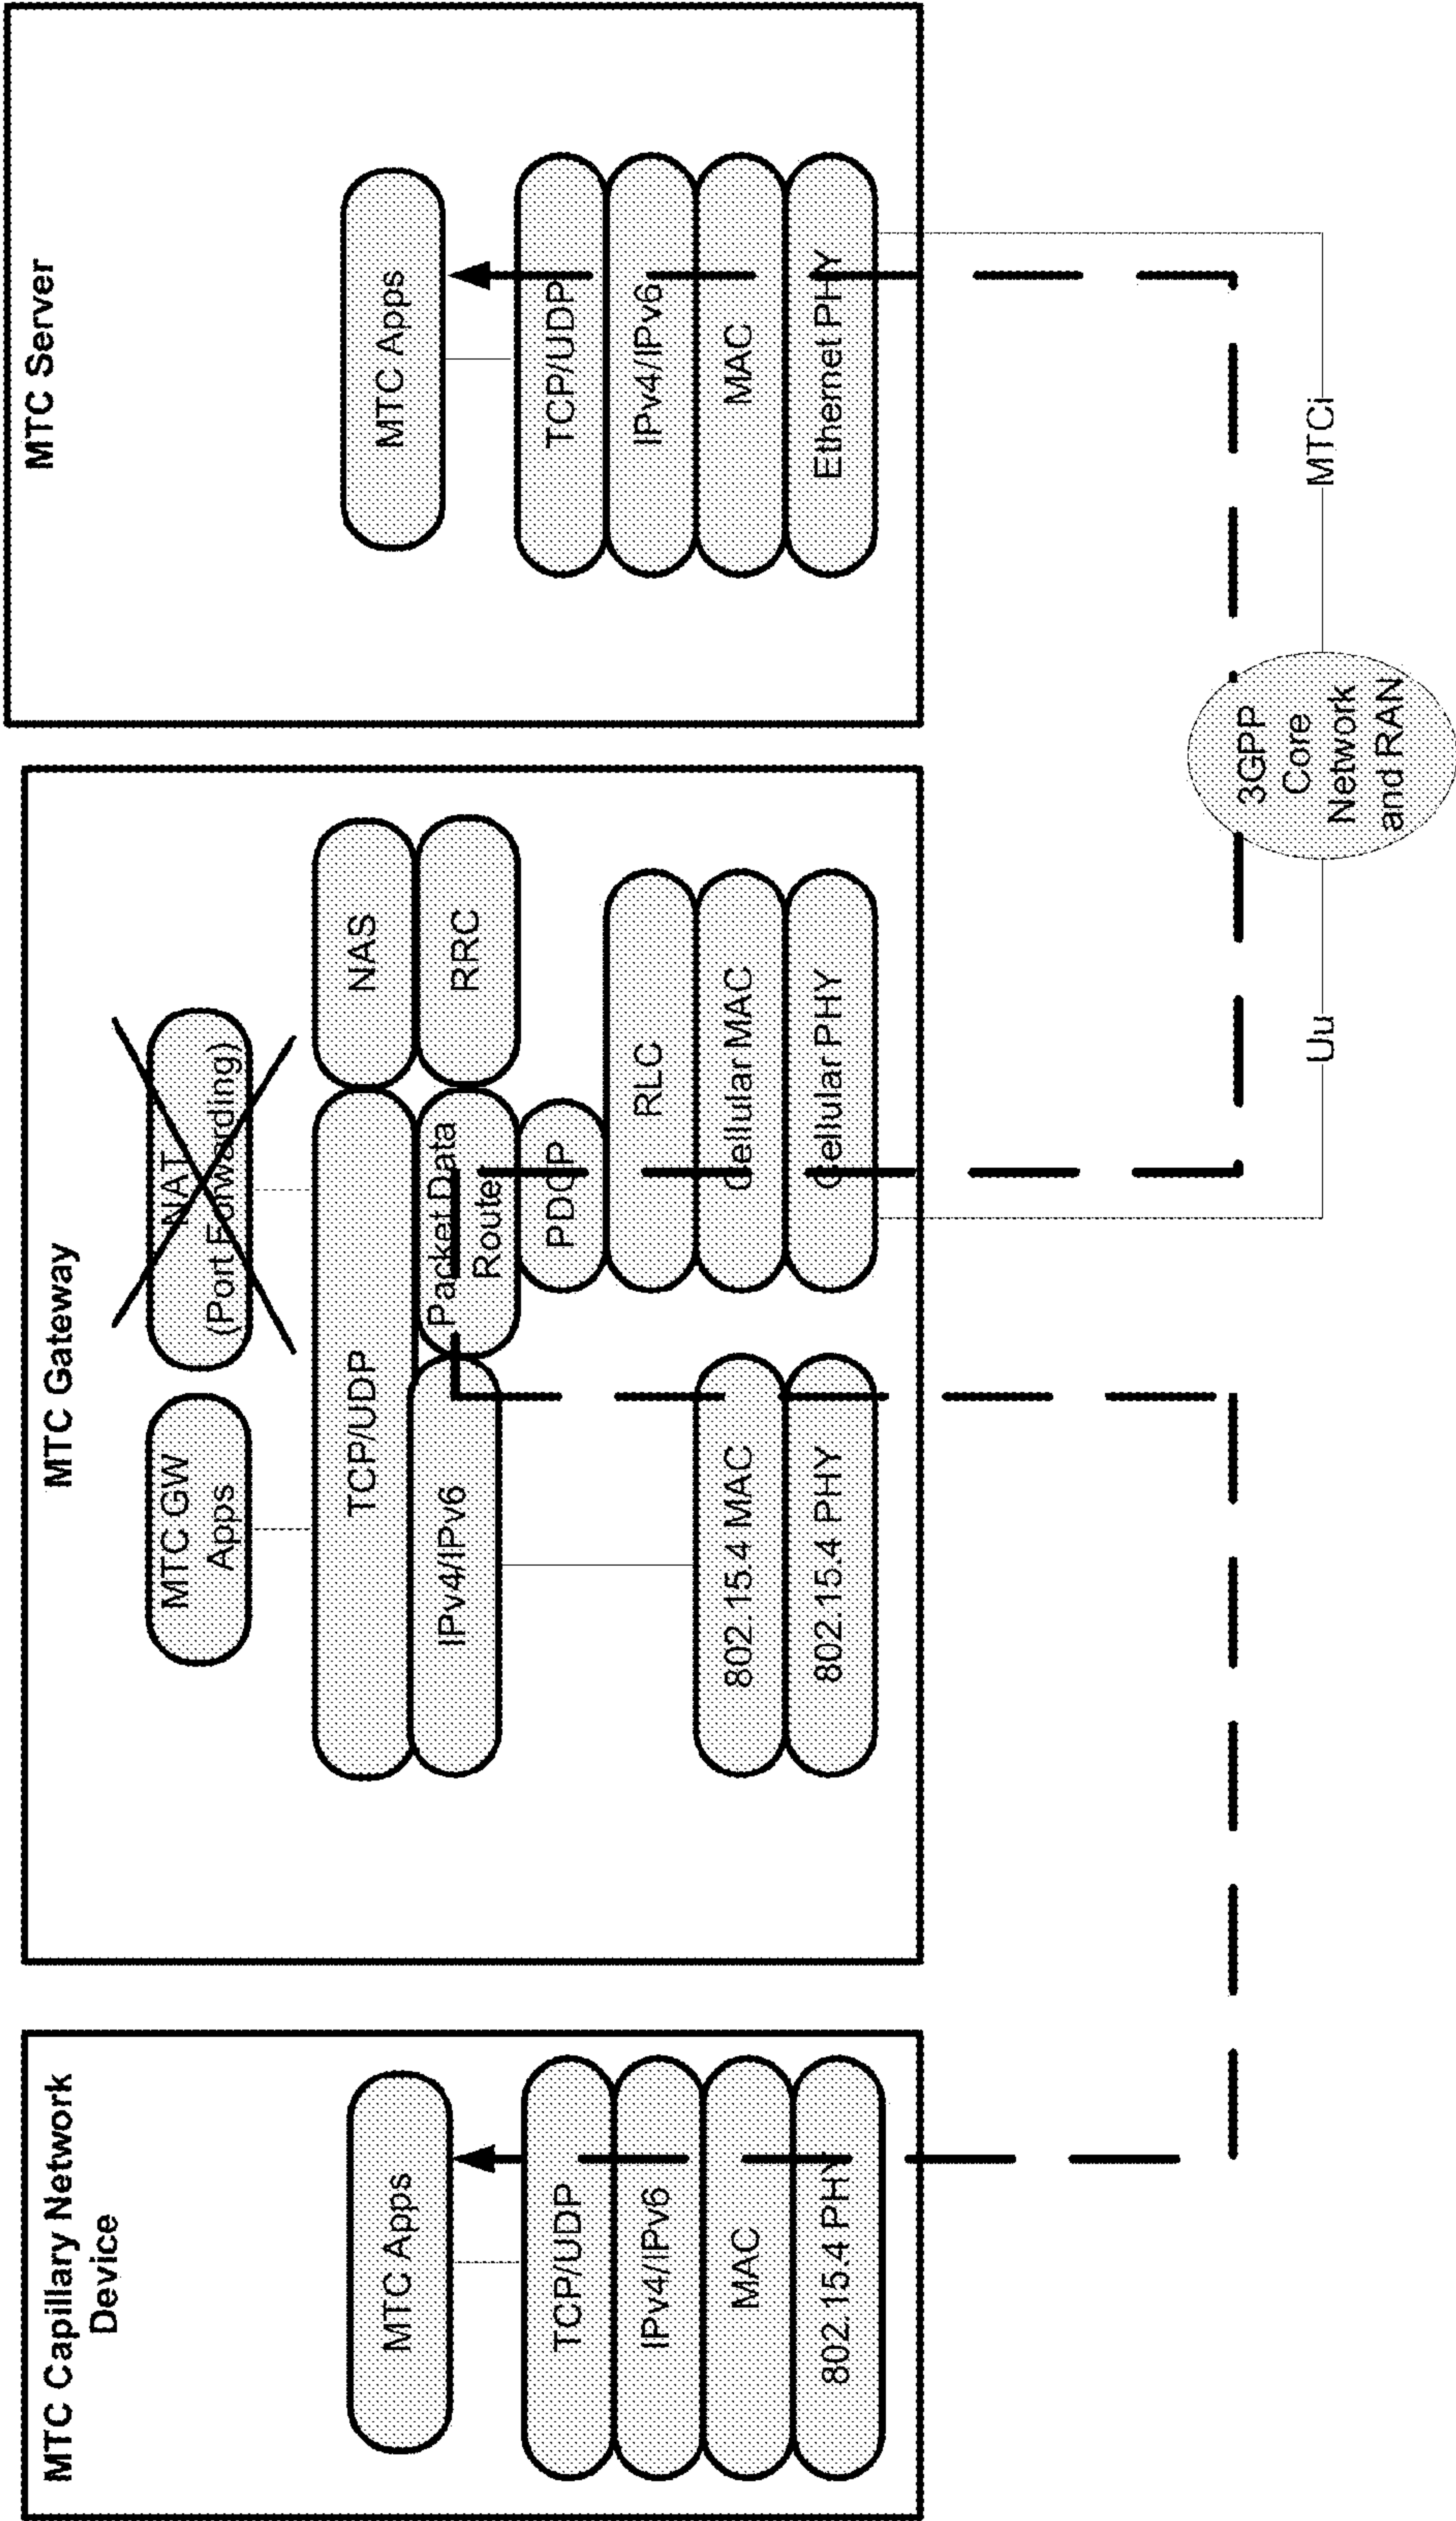 MTC Capillary Network
Device
MTC Apps
TCP/UDP
IPv4/IPv6
MAC
802.15.4 PHY
MTC Gateway
MTC GW
Apps
NAT
(Port Forwarding)
TCP/UDP
NAS
IPv4/IPv6
Packet Data
Route
RRC
PDCP
RLC
802.15.4 MAC
Cellular MAC
802.15.4 PHY
Cellular PHY
MTC Server
MTC Apps
TCP/UDP
IPv4/IPv6
MAC
Ethernet PHY
Uu
3GPP
Core
Network
and RAN
MTCi